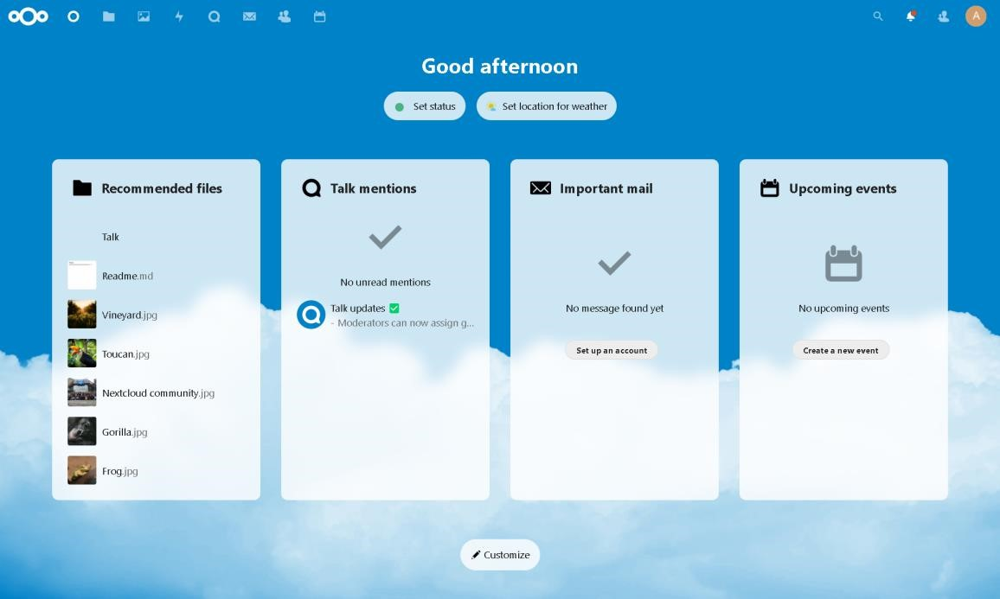 A
Good afternoon
Set status
Set location for weather
Recommended files
Talk
Readme.md
Vineyard.jpg
Toucan.jpg
Nextcloud community.jpg
Gorilla.jpg
Frog.jpg
Talk mentions
No unread mentions
Talk updates ✅
- Moderators can now assign g...
Important mail
No message found yet
Set up an account
Upcoming events
No upcoming events
Create a new event
Customize